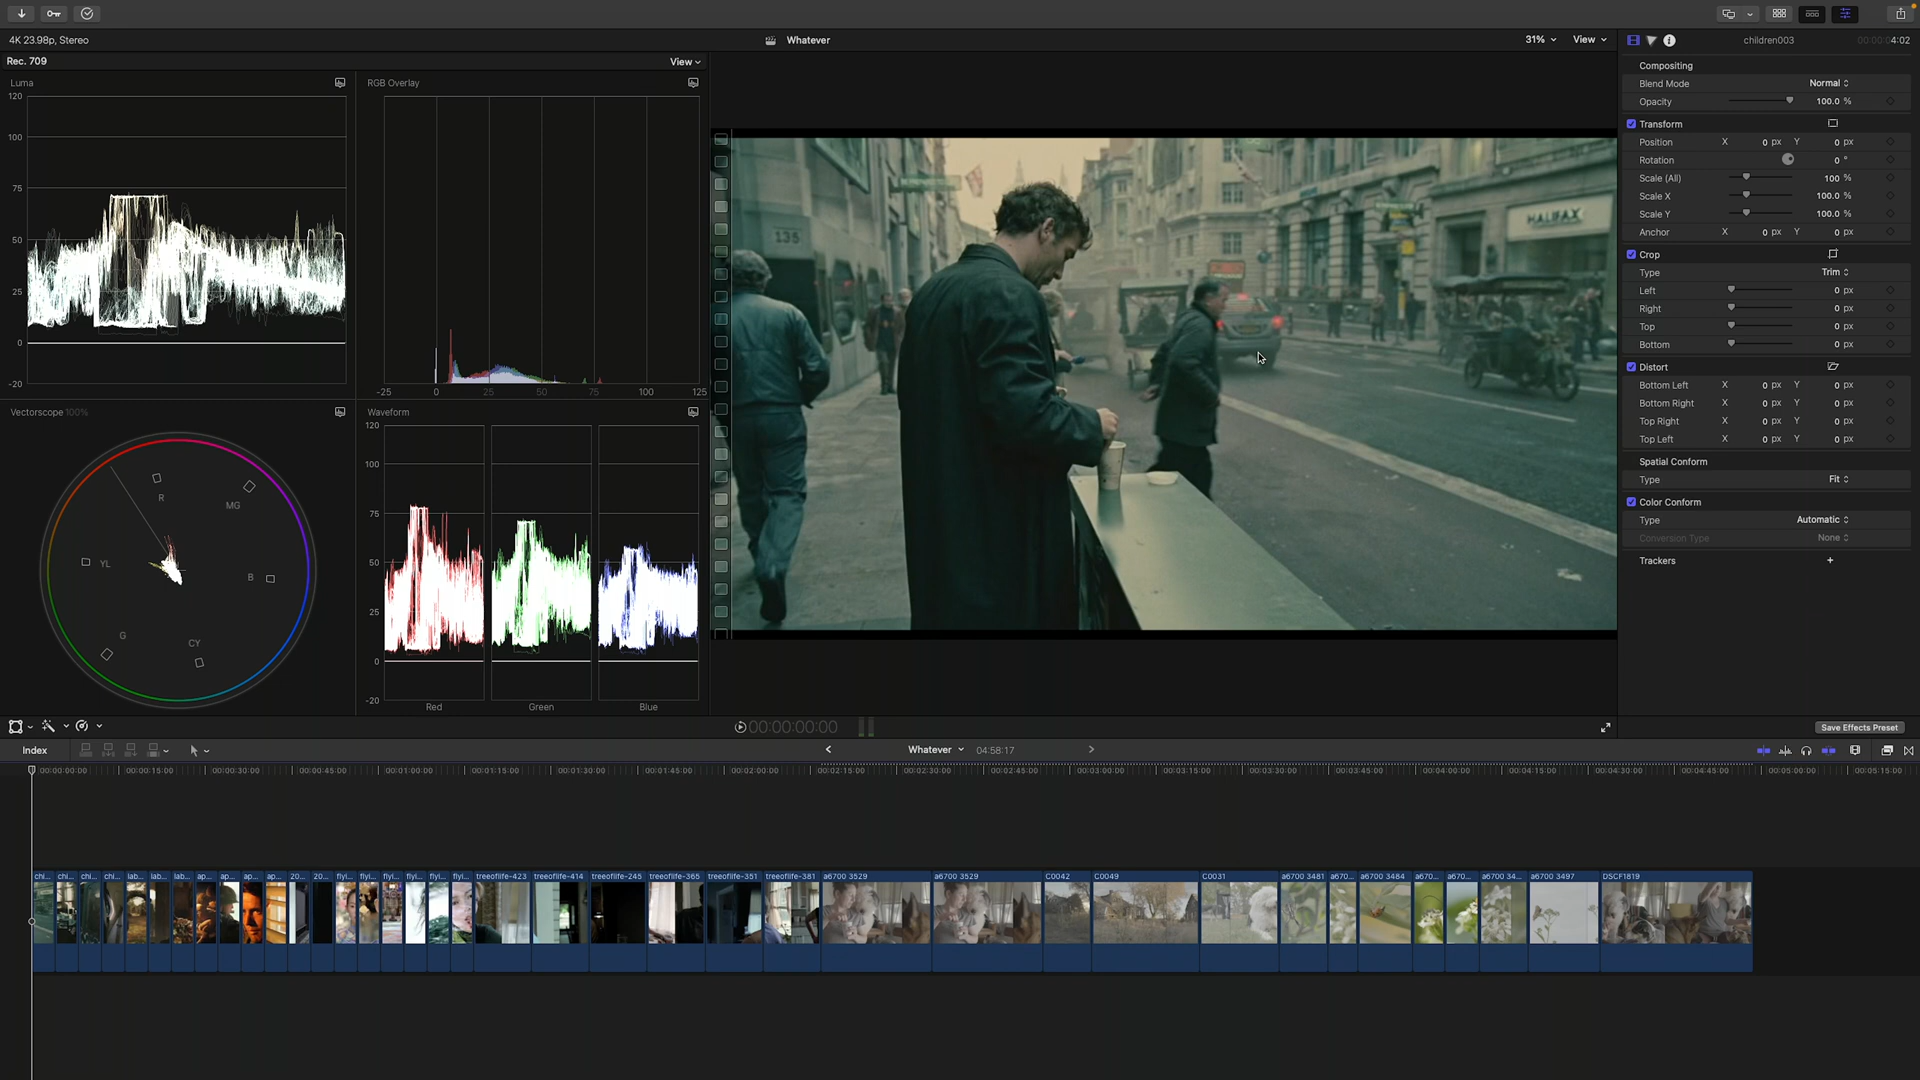 4K 23.98p, Stereo
Whatever
31%
View
children003
00:00:04:02
Rec. 709
View
Luma
120
100
75
50
25
0
-20
RGB Overlay
-25
0
25
50
75
100
125
Vectorscope 100%
R
MG
B
CY
G
YL
Waveform
120
100
75
50
25
0
-20
Red
Green
Blue
135
HALIFAX
Compositing
Blend Mode Normal
Opacity 100.0 %
Transform
Position X 0 px Y 0 px
Rotation 0 °
Scale (All) 100 %
Scale X 100.0 %
Scale Y 100.0 %
Anchor X 0 px Y 0 px
Crop
Type Trim
Left 0 px
Right 0 px
Top 0 px
Bottom 0 px
Distort
Bottom Left X 0 px Y 0 px
Bottom Right X 0 px Y 0 px
Top Right X 0 px Y 0 px
Top Left X 0 px Y 0 px
Spatial Conform
Type Fit
Color Conform
Type Automatic
Conversion Type None
Trackers +
00:00:00:00
Save Effects Preset
Index
Whatever
04:58:17
00:00:00:00 00:00:15:00 00:00:30:00 00:00:45:00 00:01:00:00 00:01:15:00 00:01:30:00 00:01:45:00 00:02:00:00 00:02:15:00 00:02:30:00 00:02:45:00 00:03:00:00 00:03:15:00 00:03:30:00 00:03:45:00 00:04:00:00 00:04:15:00 00:04:30:00 00:04:45:00 00:05:00:00 00:05:15:00
chi... chi... chi... chi... lab... lab... lab... ap... ap... ap... ap... 20... 20... flyi... flyi... flyi... flyi... flyi... flyi... treeoflife-423 treeoflife-414 treeoflife-245 treeoflife-365 treeoflife-351 treeoflife-381 a6700 3529 a6700 3529 C0042 C0049 C0031 a6700 3481 a670... a6700 3484 a670... a670... a6700 34... a6700 3497 DSCF1819